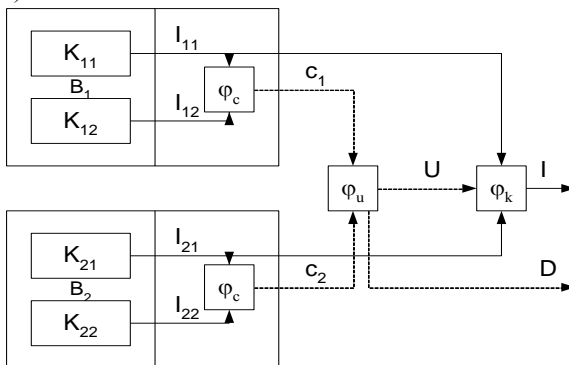 )
K₁₁
I₁₁
B₁
φc
c₁
K₁₂
I₁₂
φu
U
φk
I
K₂₁
I₂₁
B₂
φc
c₂
D
K₂₂
I₂₂